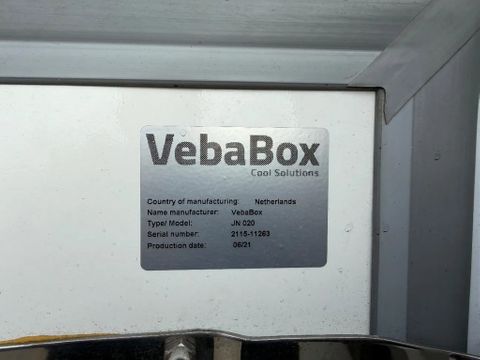 VebaBox
Cool Solutions
Country of manufacturing: Netherlands
Name manufacturer: VebaBox
Type/ Model: JN 020
Serial number: 2115-11263
Production date: 06/21